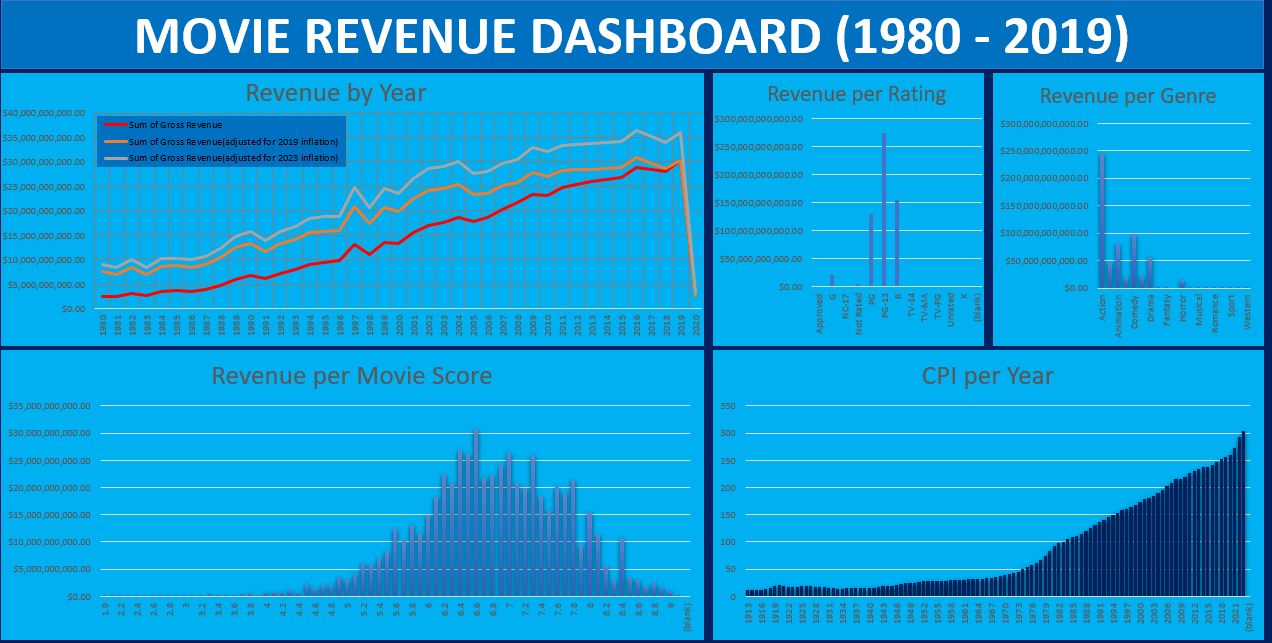 MOVIE REVENUE DASHBOARD (1980 - 2019)
Revenue by Year
$40,000,000,000.00
$35,000,000,000.00
$30,000,000,000.00
$25,000,000,000.00
$20,000,000,000.00
$15,000,000,000.00
$10,000,000,000.00
$5,000,000,000.00
$0.00
Sum of Gross Revenue
Sum of Gross Revenue(adjusted for 2019 inflation)
Sum of Gross Revenue(adjusted for 2023 inflation)
1980 1981 1982 1983 1984 1985 1986 1987 1988 1989 1990 1991 1992 1993 1994 1995 1996 1997 1998 1999 2000 2001 2002 2003 2004 2005 2006 2007 2008 2009 2010 2011 2012 2013 2014 2015 2016 2017 2018 2019 2020
Revenue per Rating
$300,000,000,000.00
$250,000,000,000.00
$200,000,000,000.00
$150,000,000,000.00
$100,000,000,000.00
$50,000,000,000.00
$0.00
Approved G NC-17 Not Rated PG PG-13 R TV-14 TV-MA TV-PG Unrated X (blank)
Revenue per Genre
$300,000,000,000.00
$250,000,000,000.00
$200,000,000,000.00
$150,000,000,000.00
$100,000,000,000.00
$50,000,000,000.00
$0.00
Action Animation Comedy Drama Fantasy Horror Musical Romance Sport Western
Revenue per Movie Score
$35,000,000,000.00
$30,000,000,000.00
$25,000,000,000.00
$20,000,000,000.00
$15,000,000,000.00
$10,000,000,000.00
$5,000,000,000.00
$0.00
1.9 2.2 2.4 2.6 2.8 3 3.2 3.4 3.6 3.8 4 4.2 4.4 4.6 4.8 5 5.2 5.4 5.6 5.8 6 6.2 6.4 6.6 6.8 7 7.2 7.4 7.6 7.8 8 8.2 8.4 8.6 8.8 9 (blank)
CPI per Year
350
300
250
200
150
100
50
0
1913 1916 1919 1922 1925 1928 1931 1934 1937 1940 1943 1946 1949 1952 1955 1958 1961 1964 1967 1970 1973 1976 1979 1982 1985 1988 1991 1994 1997 2000 2003 2006 2009 2012 2015 2018 2021 (blank)